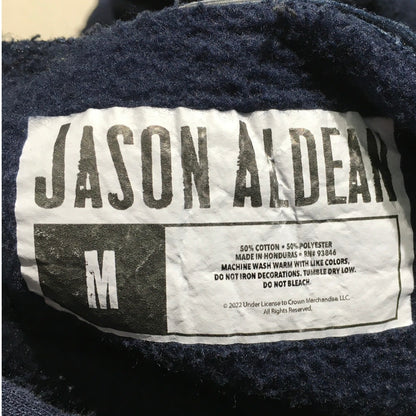 JASON ALDEAN
M
50% COTTON • 50% POLYESTER
MADE IN HONDURAS • RN# 93846
MACHINE WASH WARM WITH LIKE COLORS,
DO NOT IRON DECORATIONS. TUMBLE DRY LOW.
DO NOT BLEACH.
© 2022 Under License to Crown Merchandise, LLC.
All Rights Reserved.